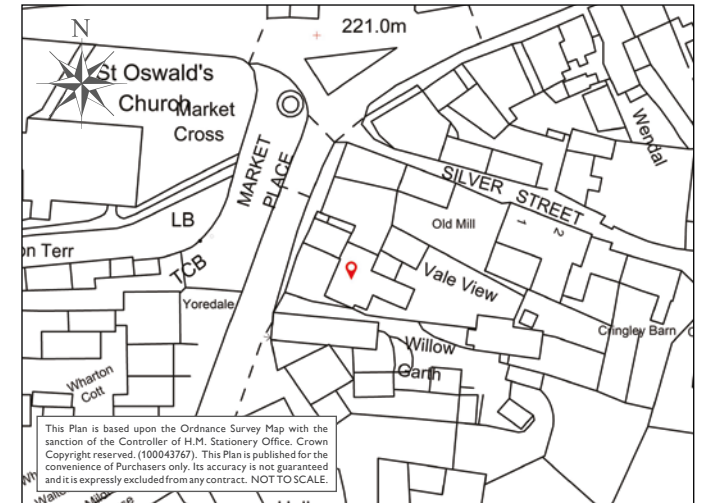 N
221.0m
St Oswald's
Church
Market
Cross
MARKET
PLACE
SILVER STREET
Wendal
Old Mill
1
2
LB
on Terr
TCB
Vale View
Yoredale
Willow
Garth
Cringley Barn
Wharton
Cott
This Plan is based upon the Ordnance Survey Map with the
sanction of the Controller of H.M. Stationery Office. Crown
Copyright reserved. (100043767). This Plan is published for the
convenience of Purchasers only. Its accuracy is not guaranteed
and it is expressly excluded from any contract. NOT TO SCALE.